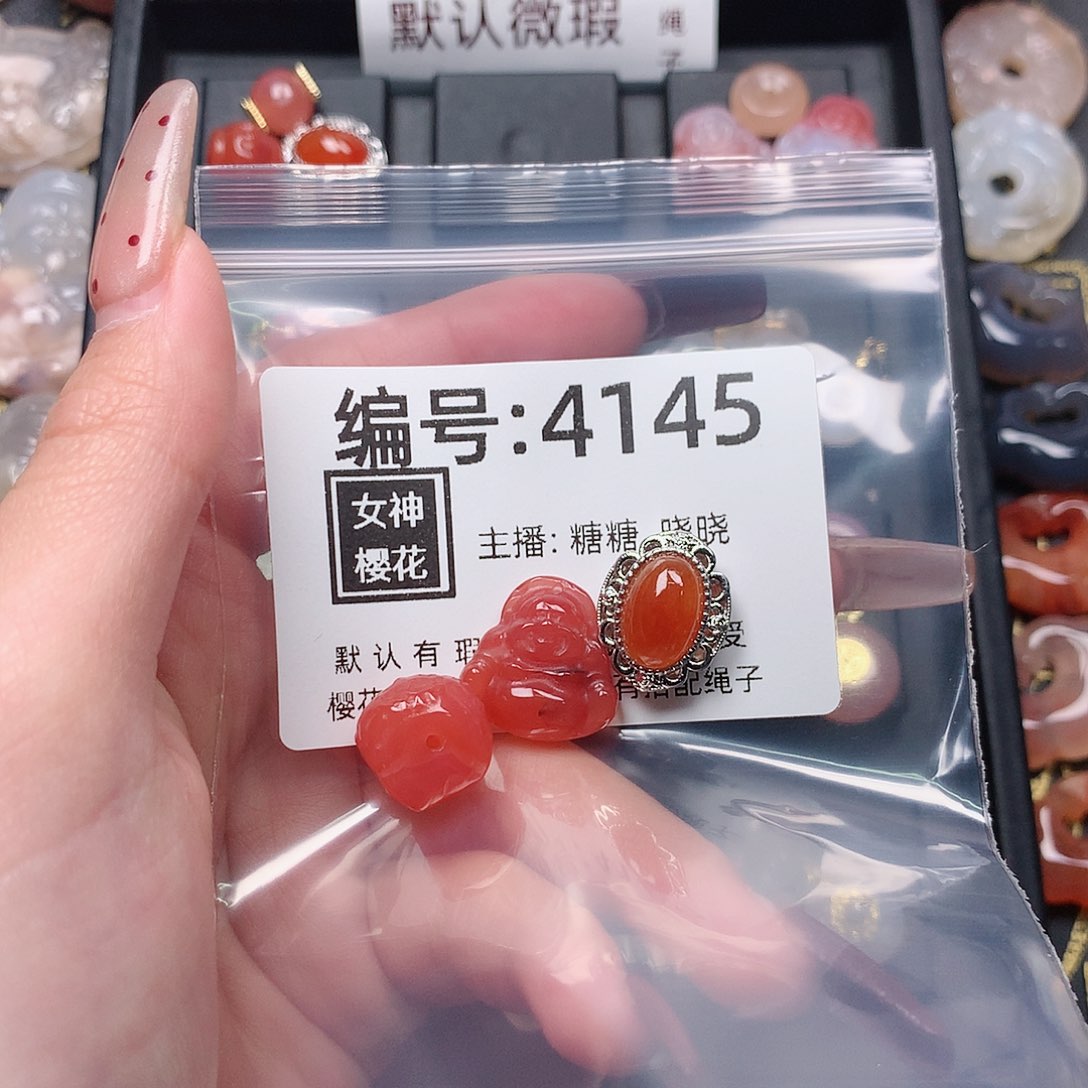 默认微瑕
绳
子
编号:4145
女神
樱花
主播: 糖糖 晓晓
默认有瑕
受
樱花
有搭配绳子